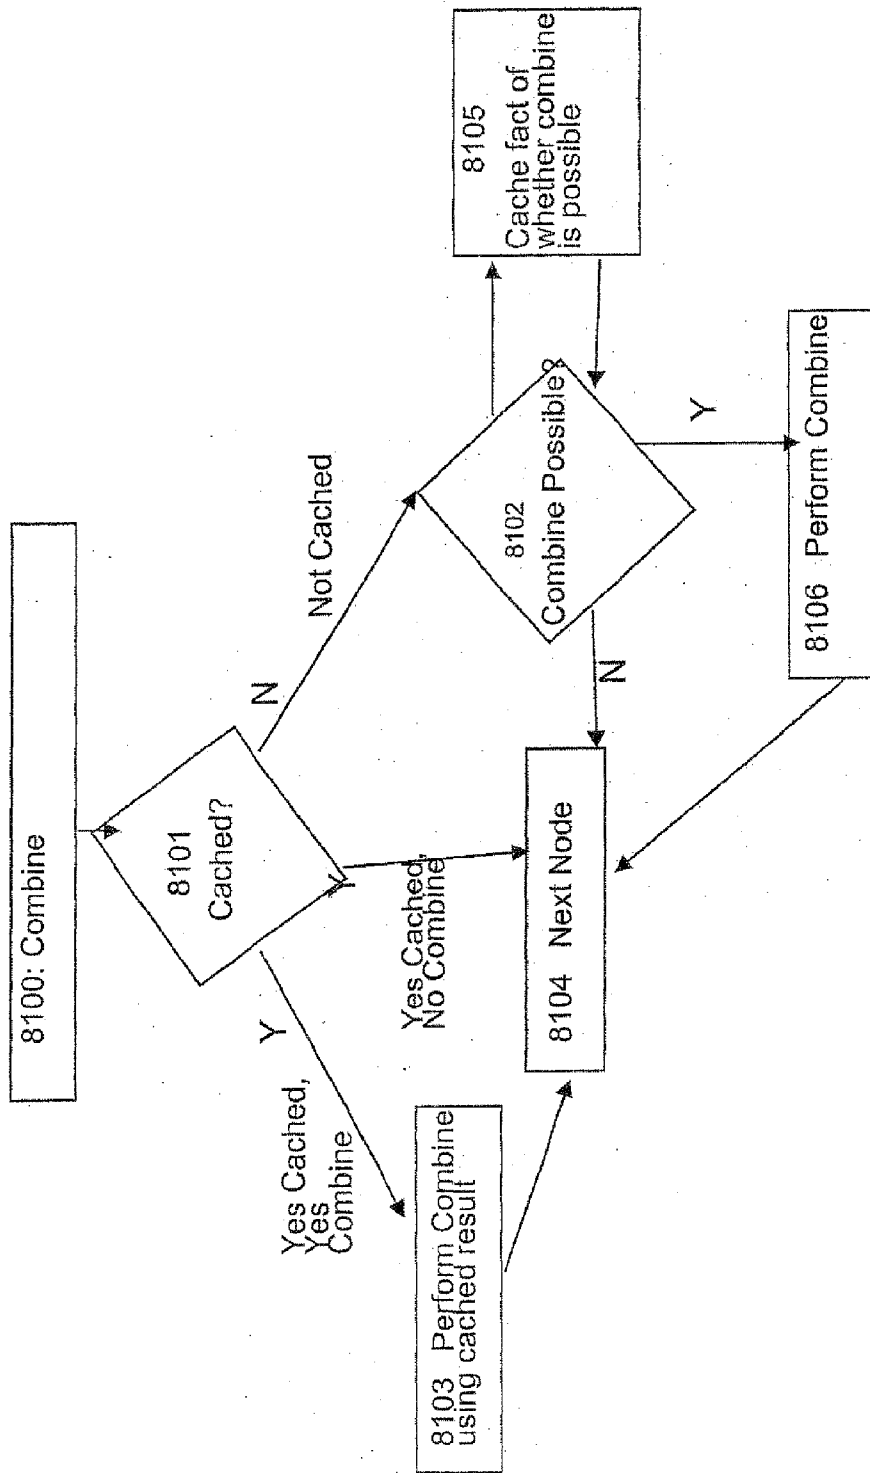 8100: Combine
8101
Cached?
Y
Yes Cached,
Yes
Combine
Y
Yes Cached,
No Combine
N
Not Cached
8103 Perform Combine
using cached result
8104 Next Node
8102
Combine Possible?
N
Y
8105
Cache fact of
whether combine
is possible
8106 Perform Combine